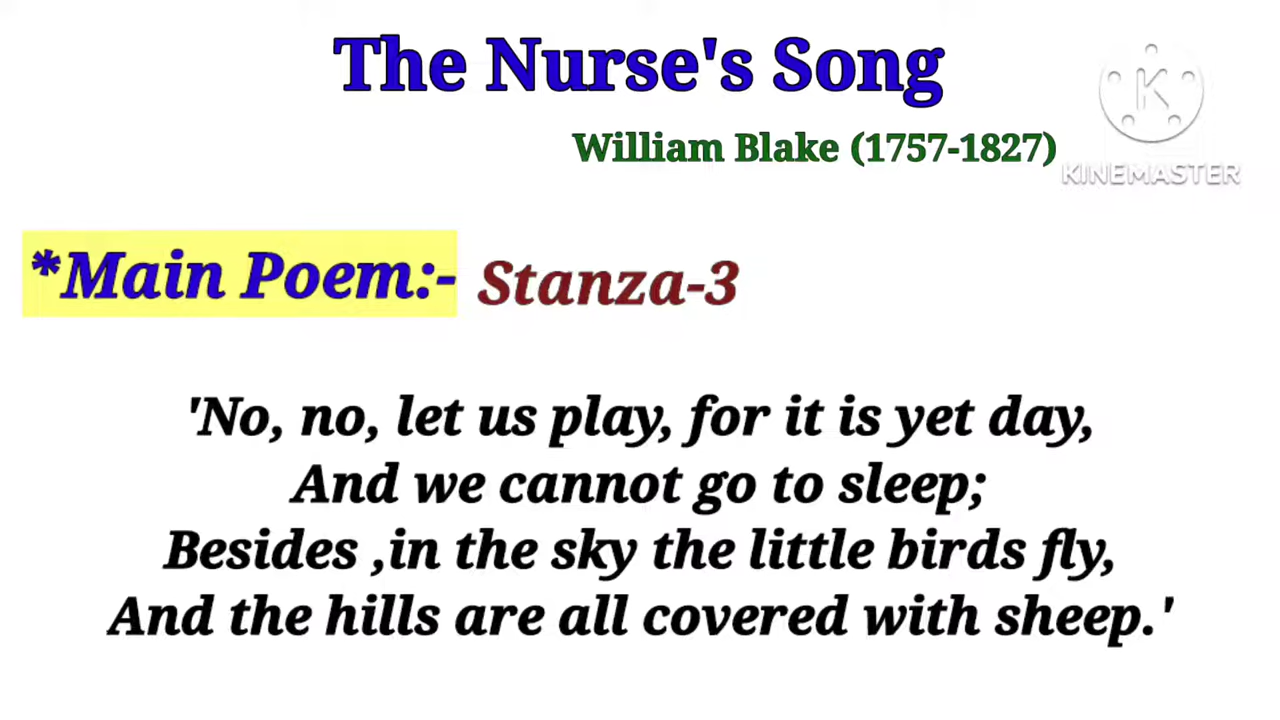 The Nurse's Song
William Blake (1757-1827)
K
KINEMASTER
*Main Poem:- Stanza-3
'No, no, let us play, for it is yet day,
And we cannot go to sleep;
Besides ,in the sky the little birds fly,
And the hills are all covered with sheep.'